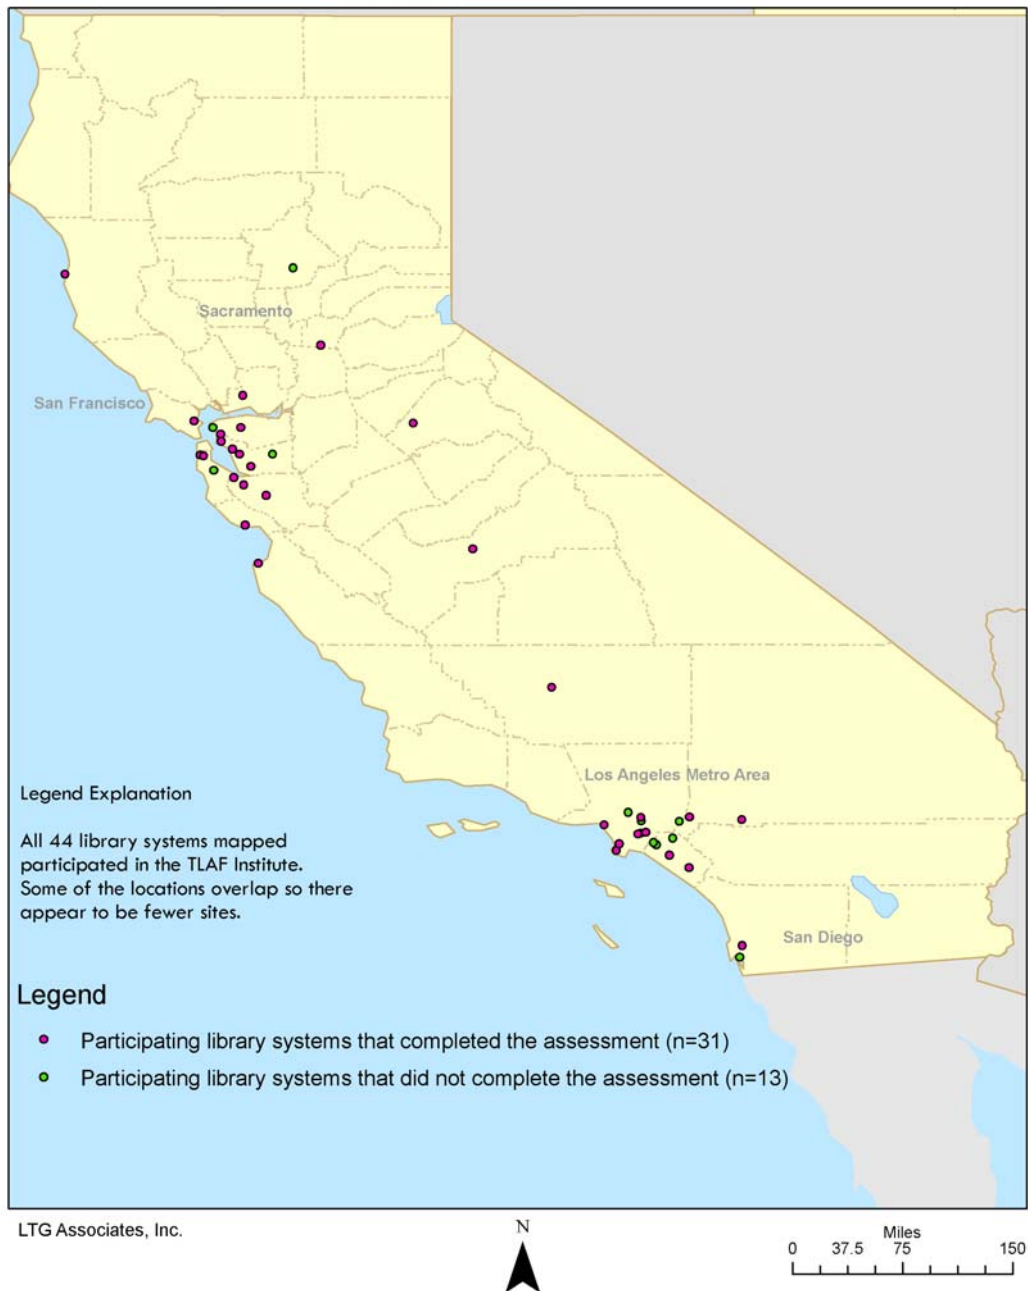 Sacramento
San Francisco
Los Angeles Metro Area
San Diego
Legend Explanation
All 44 library systems mapped
participated in the TLAF Institute.
Some of the locations overlap so there
appear to be fewer sites.
Legend
Participating library systems that completed the assessment (n=31)
Participating library systems that did not complete the assessment (n=13)
LTG Associates, Inc.
N
Miles
0 37.5 75 150